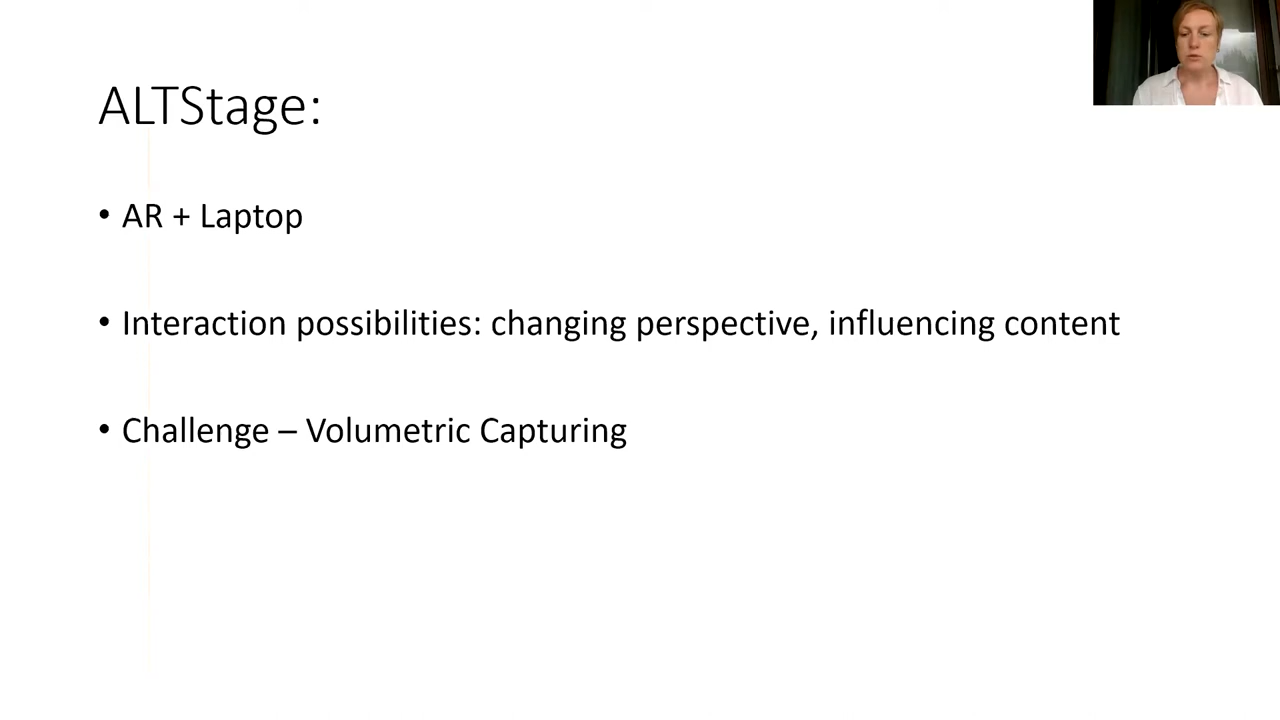 ALTStage:
• AR + Laptop
• Interaction possibilities: changing perspective, influencing content
• Challenge – Volumetric Capturing